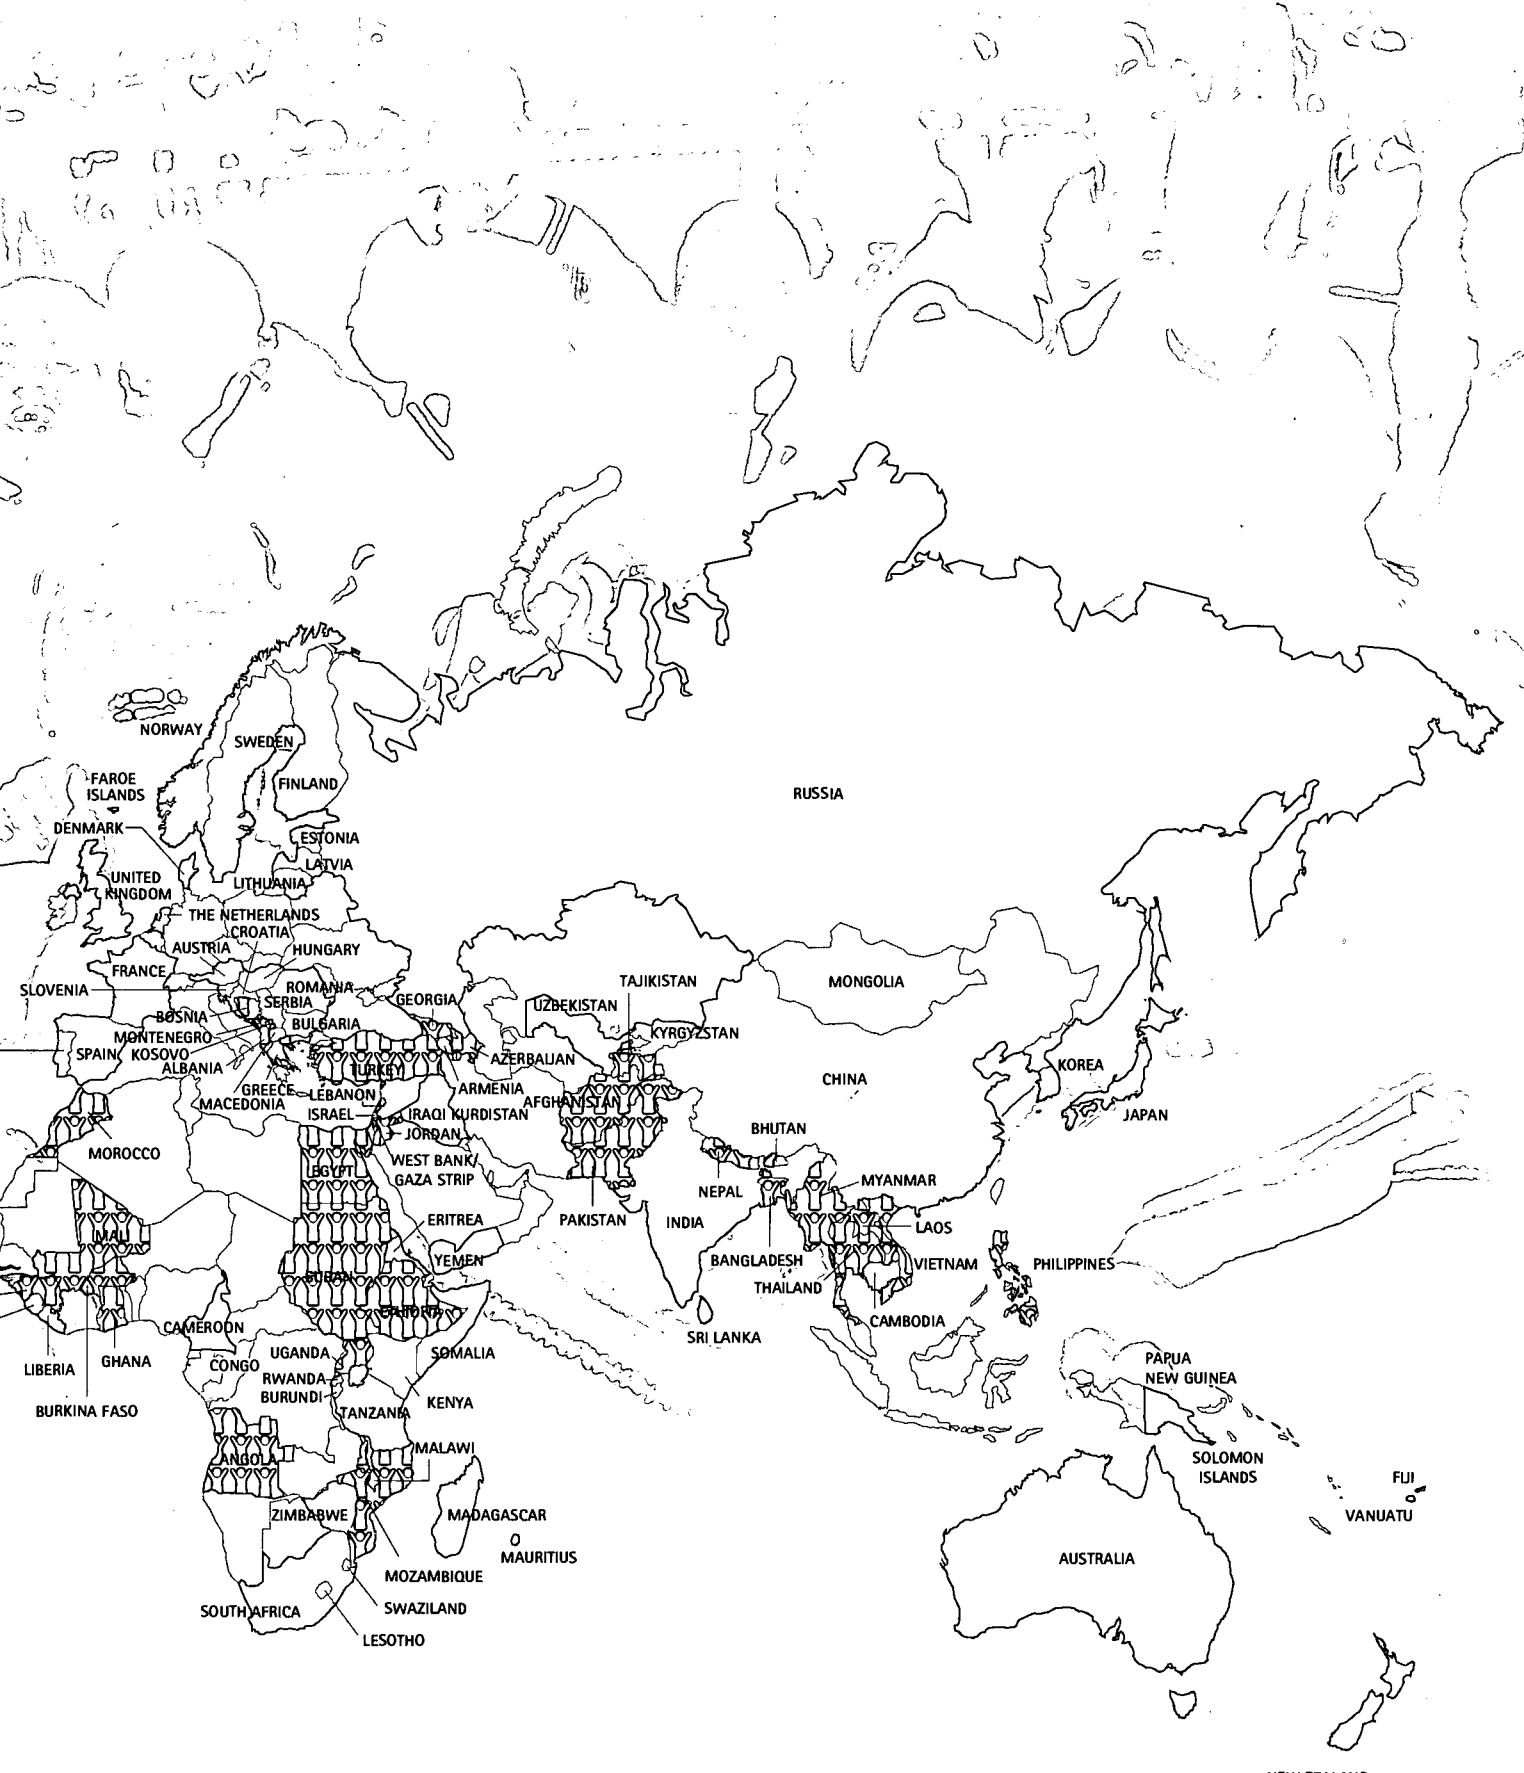 NORWAY
SWEDEN
FAROE
ISLANDS
FINLAND
RUSSIA
DENMARK
ESTONIA
LATVIA
UNITED
KINGDOM
LITHUANIA
THE NETHERLANDS
CROATIA
AUSTRIA
HUNGARY
FRANCE
TAJIKISTAN
MONGOLIA
SLOVENIA
ROMANIA
GEORGIA
SERBIA
UZBEKISTAN
BOSNIA
BULGARIA
MONTENEGRO
KYRGYZSTAN
SPAIN
KOSOVO
AZERBAIJAN
ALBANIA
TURKEY
KOREA
CHINA
GREECE
LEBANON
ARMENIA
MACEDONIA
AFGHANISTAN
ISRAEL
IRAQI KURDISTAN
JAPAN
JORDAN
BHUTAN
MOROCCO
WEST BANK/
GAZA STRIP
EGYPT
MYANMAR
NEPAL
PAKISTAN
INDIA
ERITREA
LAOS
MALI
YEMEN
BANGLADESH
VIETNAM
PHILIPPINES
SUDAN
THAILAND
ETHIOPIA
CAMBODIA
CAMEROON
SRI LANKA
UGANDA
SOMALIA
LIBERIA
GHANA
CONGO
PAPUA
NEW GUINEA
RWANDA
BURUNDI
KENYA
BURKINA FASO
TANZANIA
MALAWI
ANGOLA
SOLOMON
ISLANDS
FIJI
ZIMBABWE
MADAGASCAR
VANUATU
MAURITIUS
AUSTRALIA
MOZAMBIQUE
SOUTH AFRICA
SWAZILAND
LESOTHO